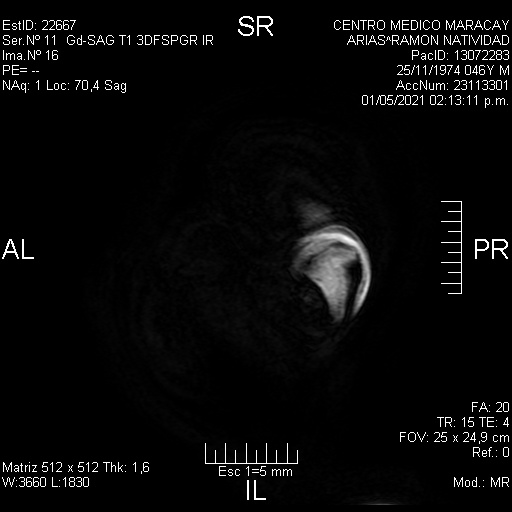 EstID: 22667
Ser.Nº 11 Gd-SAG T1 3DFSPGR IR
Ima.Nº 16
PE= --
NAq: 1 Loc: 70,4 Sag
SR
CENTRO MEDICO MARACAY
ARIAS^RAMON NATIVIDAD
PacID: 13072283
25/11/1974 046Y M
AccNum: 23113301
01/05/2021 02:13:11 p.m.
AL
PR
FA: 20
TR: 15 TE: 4
FOV: 25 x 24,9 cm
Ref.: 0
Mod.: MR
Matriz 512 x 512 Thk: 1,6
W:3660 L:1830
Esc 1=5 mm
IL